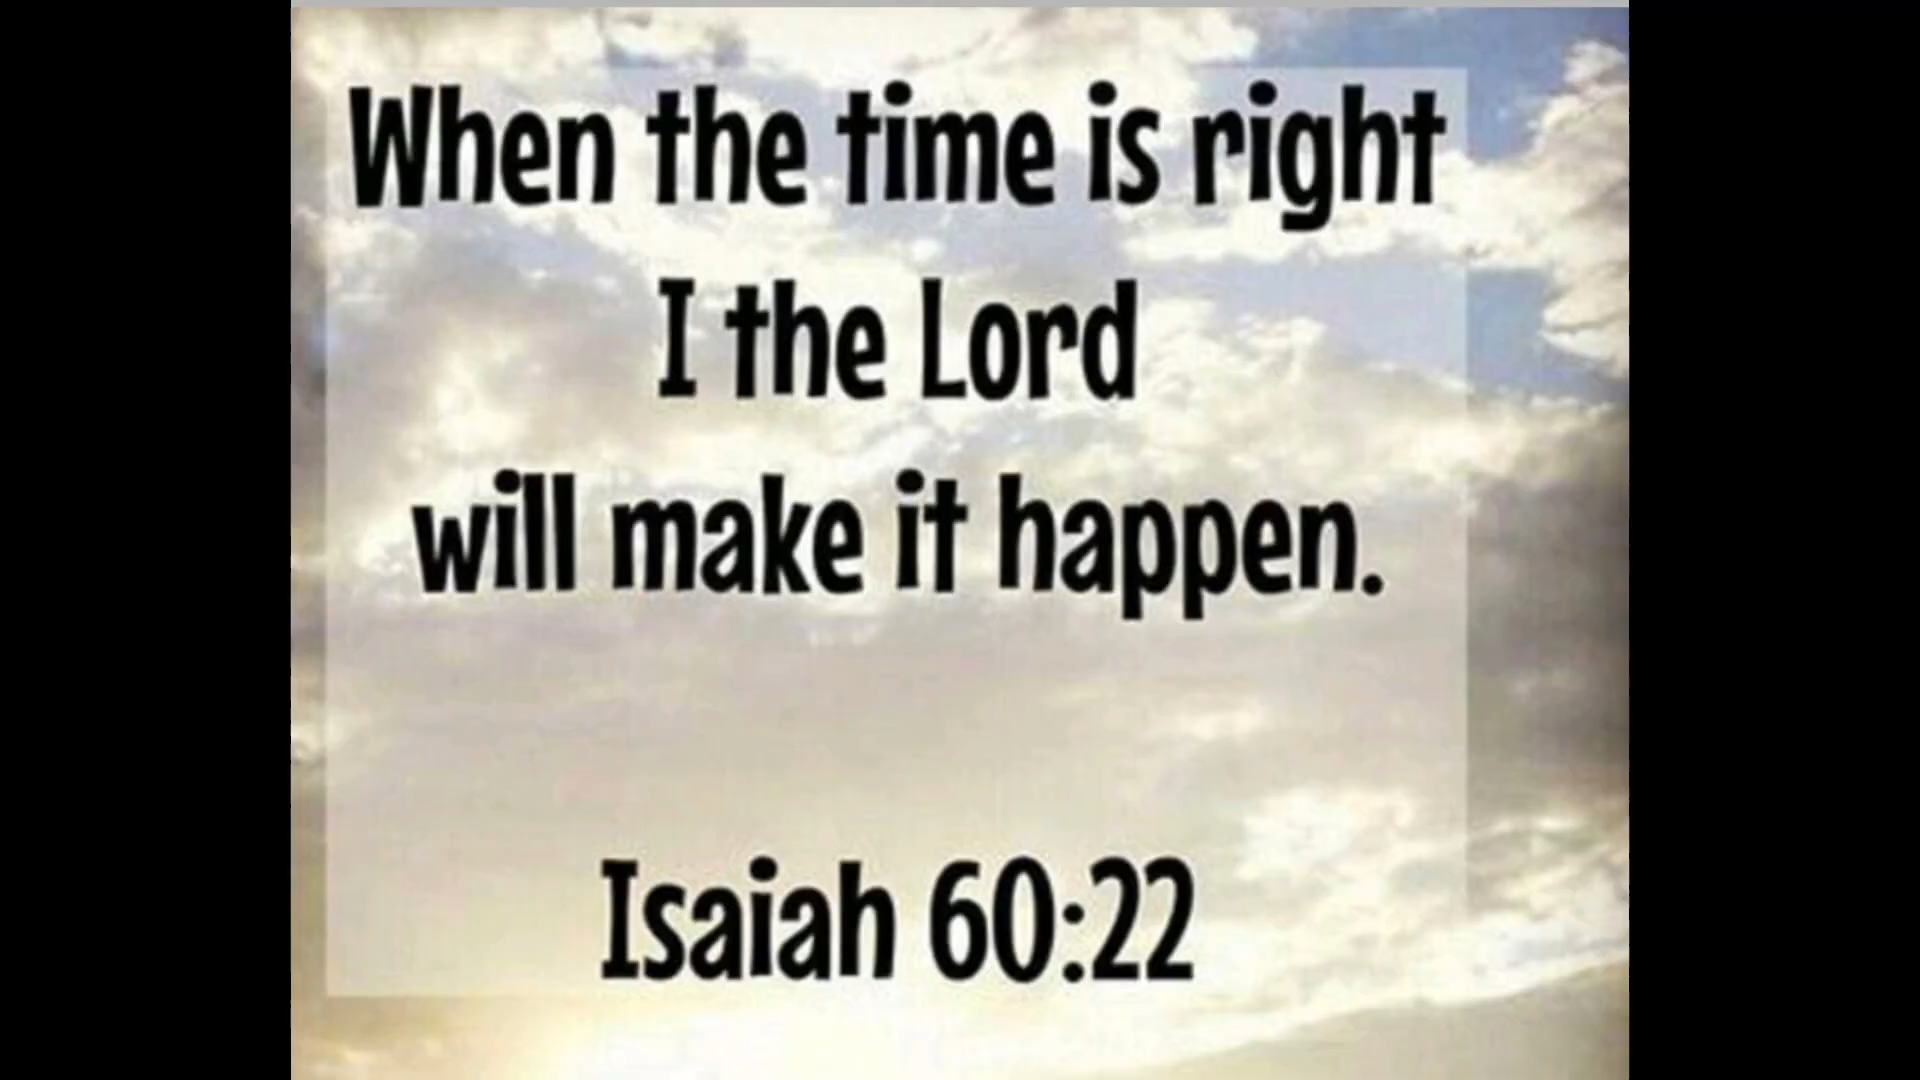 When the time is right
I the Lord
will make it happen.
Isaiah 60:22